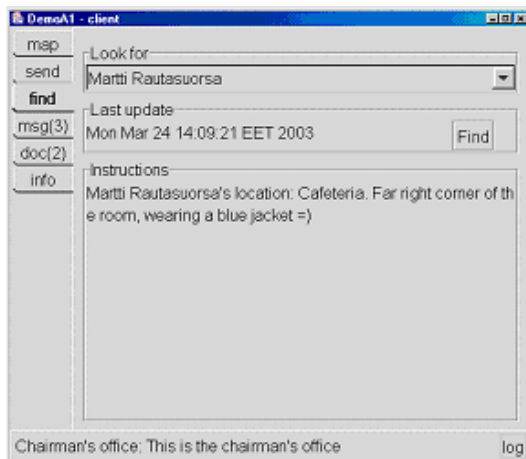 DemoA1 - client
map
send
find
msg(3)
doc(2)
info
Look for
Martti Rautasuorsa
Last update
Mon Mar 24 14:09:21 EET 2003
Find
Instructions
Martti Rautasuorsa's location: Cafeteria. Far right corner of th
e room, wearing a blue jacket =)
Chairman's office: This is the chairman's office
log